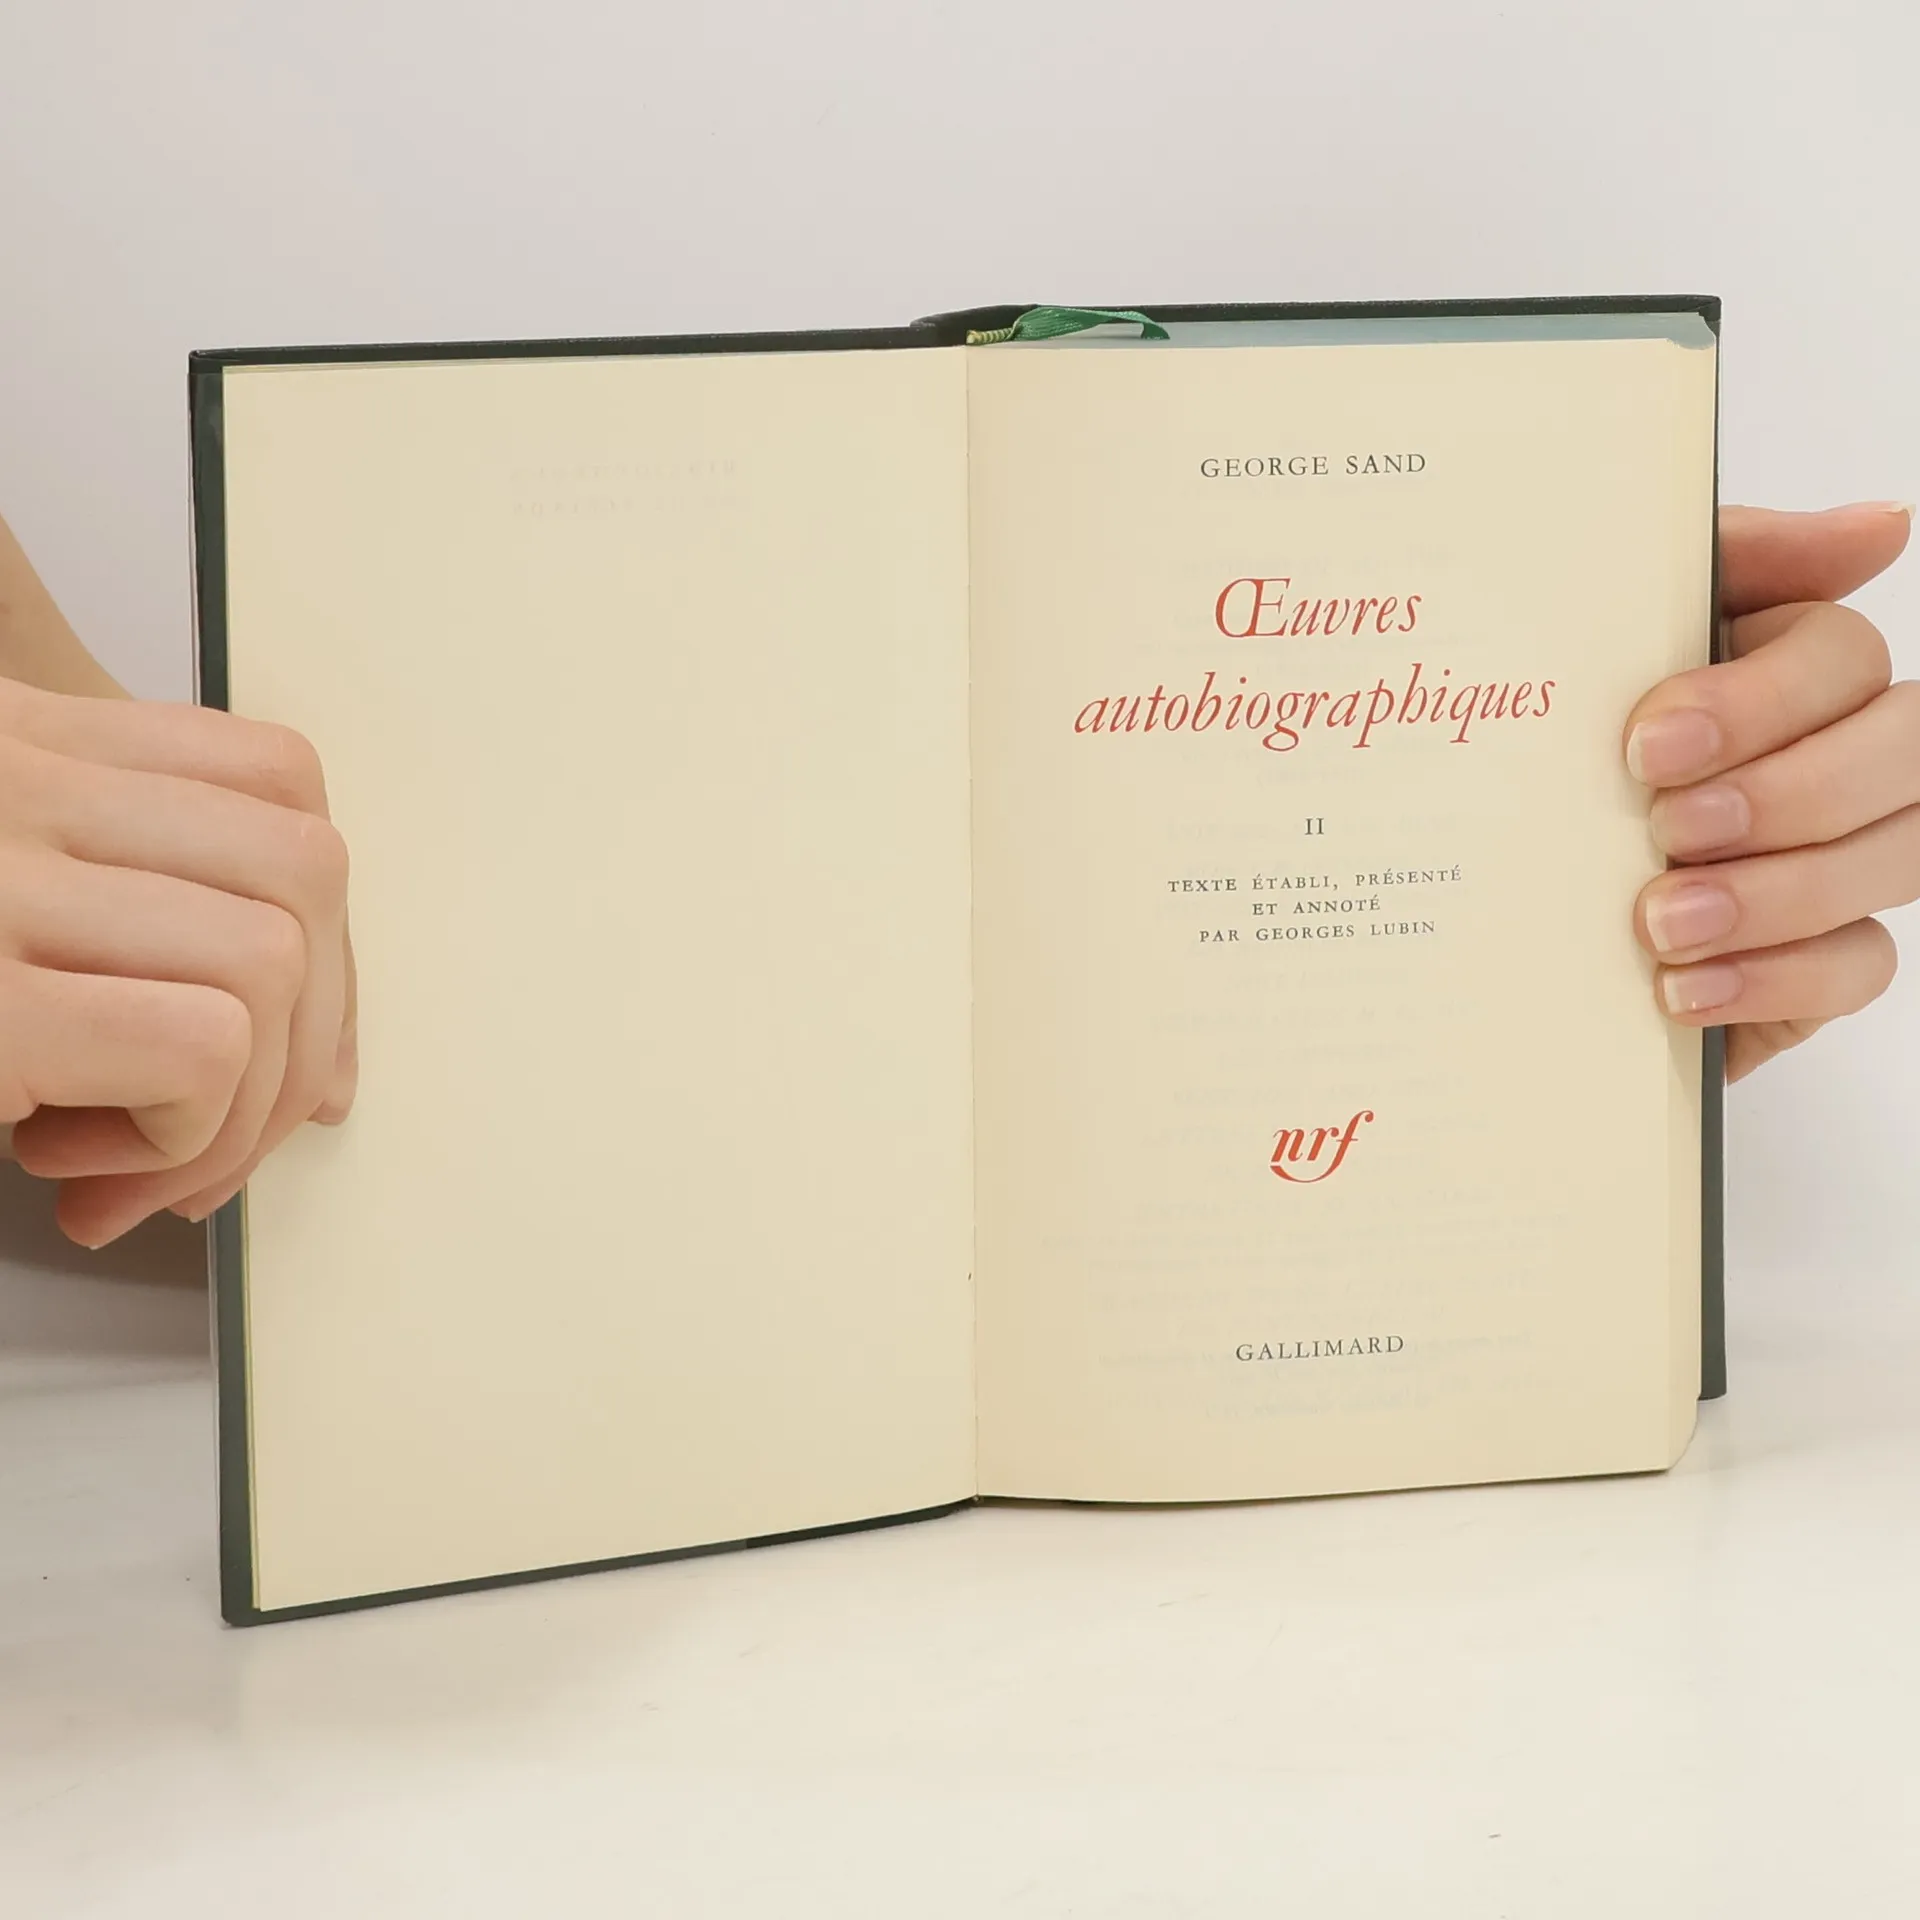 GEORGE SAND
Œuvres
autobiographiques
II
TEXTE ÉTABLI, PRÉSENTÉ
ET ANNOTÉ
PAR GEORGES LUBIN
nrf
GALLIMARD